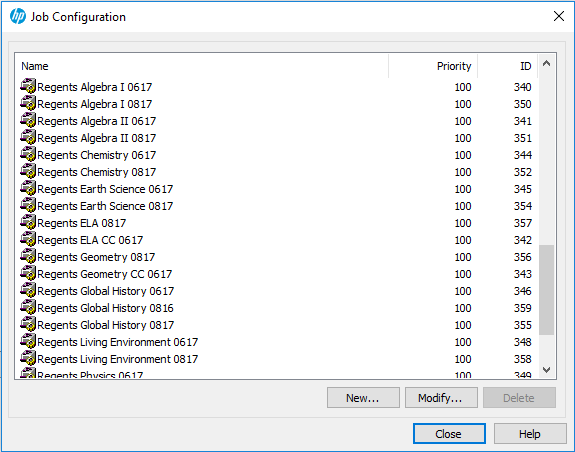 hp Job Configuration
Name Priority ID
Regents Algebra I 0617 100 340
Regents Algebra I 0817 100 350
Regents Algebra II 0617 100 341
Regents Algebra II 0817 100 351
Regents Chemistry 0617 100 344
Regents Chemistry 0817 100 352
Regents Earth Science 0617 100 345
Regents Earth Science 0817 100 354
Regents ELA 0817 100 357
Regents ELA CC 0617 100 342
Regents Geometry 0817 100 356
Regents Geometry CC 0617 100 343
Regents Global History 0617 100 346
Regents Global History 0816 100 359
Regents Global History 0817 100 355
Regents Living Environment 0617 100 348
Regents Living Environment 0817 100 358
Regents Physics 0617 100 349
New... Modify... Delete
Close Help